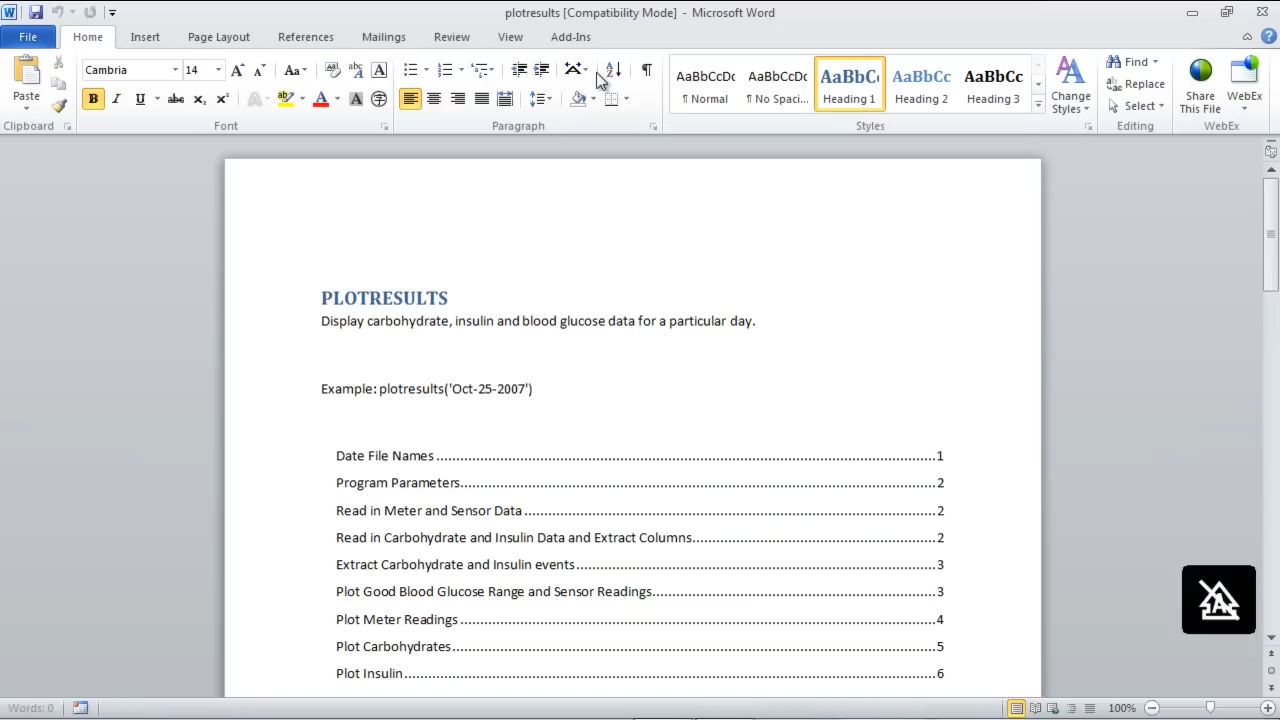 plotresults [Compatibility Mode] - Microsoft Word
File Home Insert Page Layout References Mailings Review View Add-Ins
Paste
Cambria 14
AaBbCcDc AaBbCcDc AaBbC AaBbCc AaBbCc
¶ Normal ¶ No Spaci... Heading 1 Heading 2 Heading 3
Change Styles
Find
Replace
Select
Share This File
WebEx
Clipboard Font Paragraph Styles Editing WebEx
PLOTRESULTS
Display carbohydrate, insulin and blood glucose data for a particular day.
Example: plotresults('Oct-25-2007')
Date File Names ........ 1
Program Parameters ........ 2
Read in Meter and Sensor Data ........ 2
Read in Carbohydrate and Insulin Data and Extract Columns ........ 2
Extract Carbohydrate and Insulin events ........ 3
Plot Good Blood Glucose Range and Sensor Readings ........ 3
Plot Meter Readings ........ 4
Plot Carbohydrates ........ 5
Plot Insulin ........ 6
Words: 0
100%